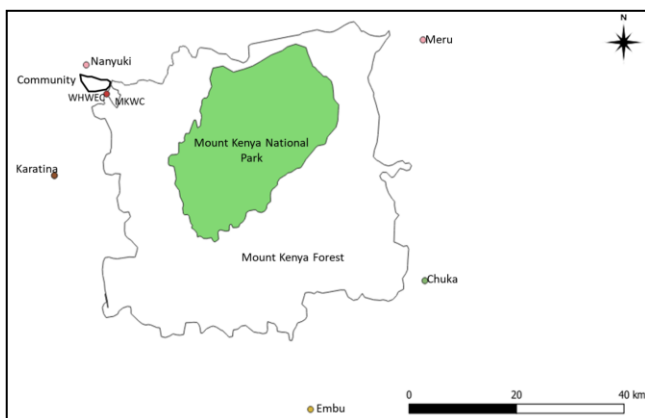 N
Meru
Nanyuki
Community
WHWEC
MKWC
Mount Kenya National
Park
Karatina
Mount Kenya Forest
Chuka
0 20 40 km
Embu